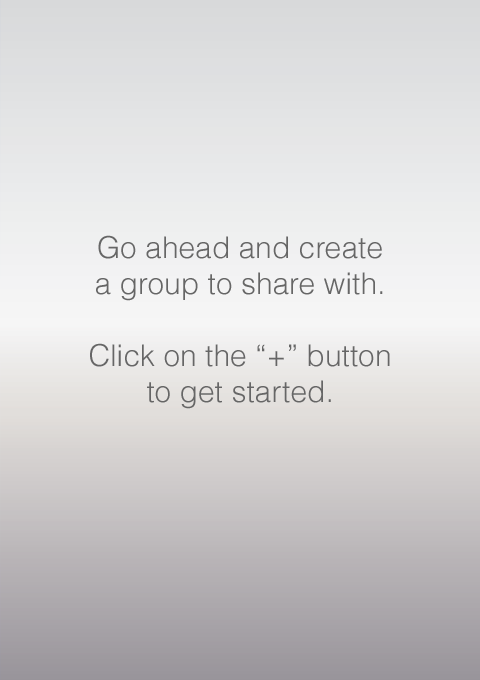 Go ahead and create
a group to share with.
Click on the “+” button
to get started.